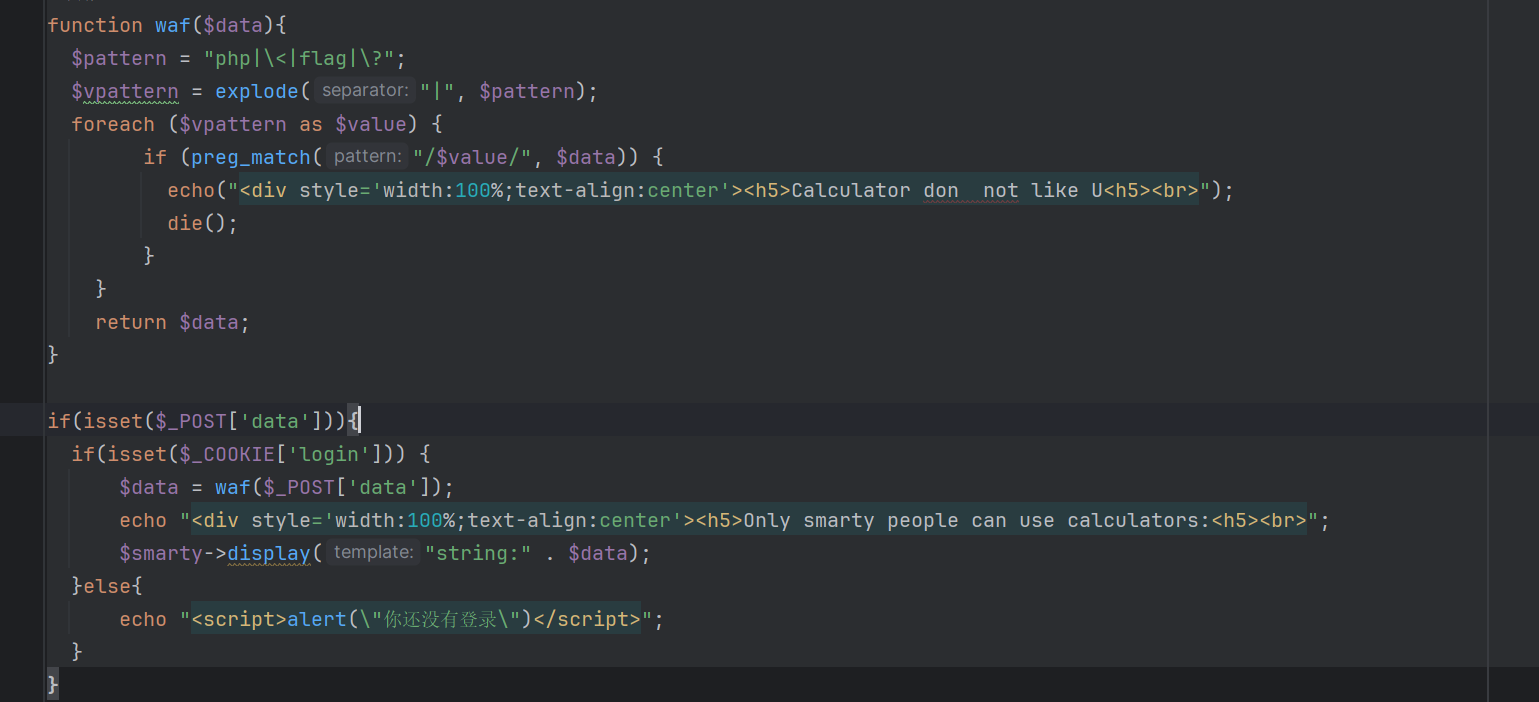 function waf($data){
$pattern = "php|\<|flag|\?";
$vpattern = explode( separator: "|", $pattern);
foreach ($vpattern as $value) {
if (preg_match( pattern: "/$value/", $data)) {
echo("<div style='width:100%;text-align:center'><h5>Calculator don  not like U<h5><br>");
die();
}
}
return $data;
}
if(isset($_POST['data'])){
if(isset($_COOKIE['login'])) {
$data = waf($_POST['data']);
echo "<div style='width:100%;text-align:center'><h5>Only smarty people can use calculators:<h5><br>";
$smarty->display( template: "string:" . $data);
}else{
echo "<script>alert(\"你还没有登录\")</script>";
}
}